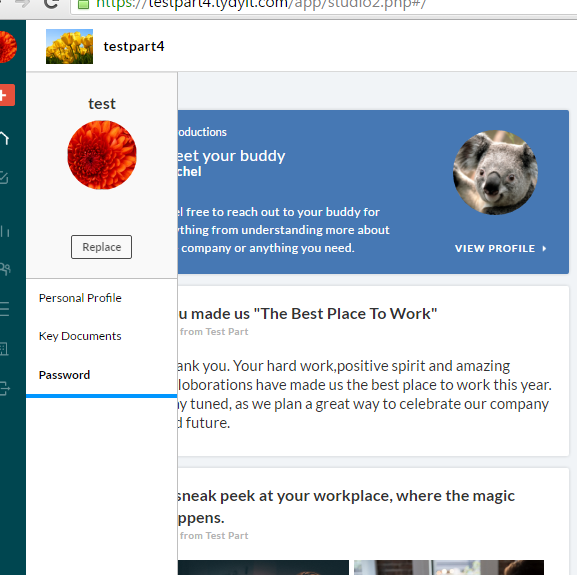 https://testpart4.tydyit.com/app/studio2.php#/
testpart4
test
Replace
Personal Profile
Key Documents
Password
oductions
eet your buddy
chel
l free to reach out to your buddy for
ything from understanding more about
company or anything you need.
VIEW PROFILE
u made us "The Best Place To Work"
from Test Part
ank you. Your hard work,positive spirit and amazing
lloborations have made us the best place to work this year.
y tuned, as we plan a great way to celebrate our company
d future.
sneak peek at your workplace, where the magic
ppens.
from Test Part